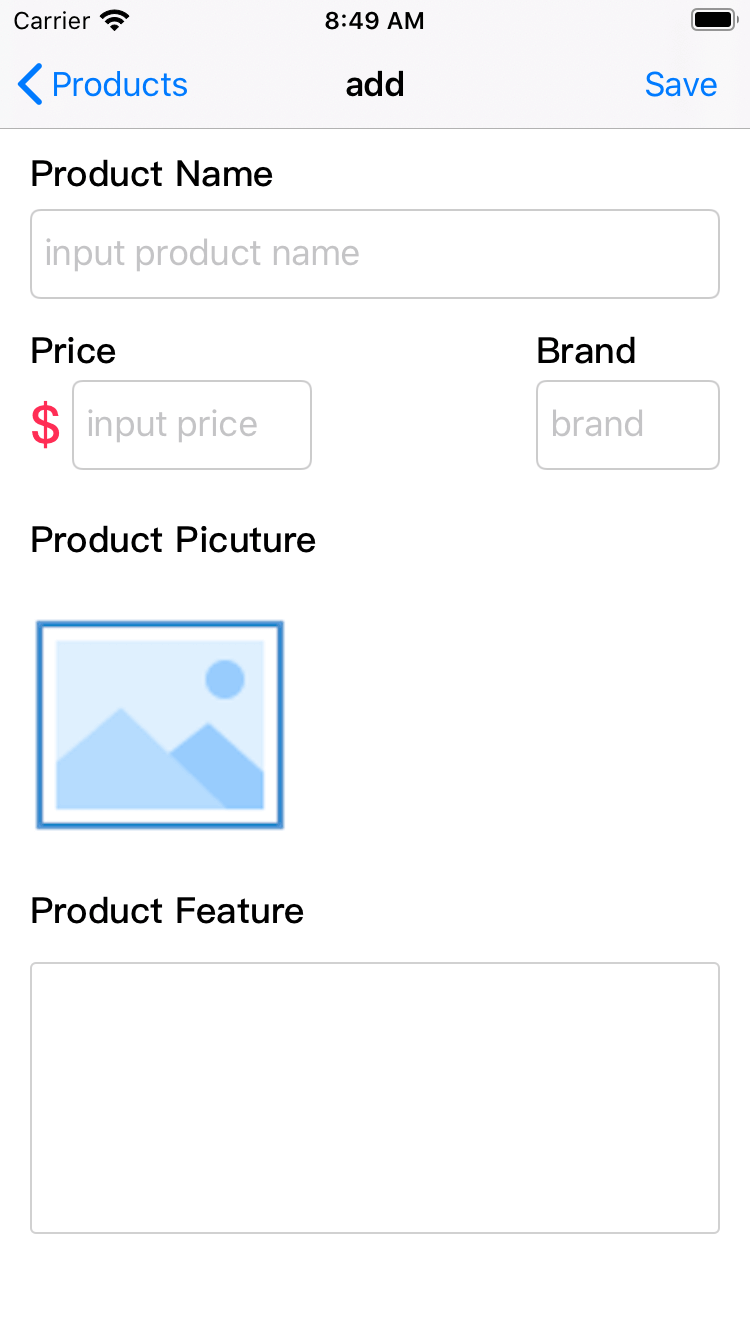 Carrier 8:49 AM
Products add Save
Product Name
input product name
Price Brand
$ input price brand
Product Picuture
Product Feature